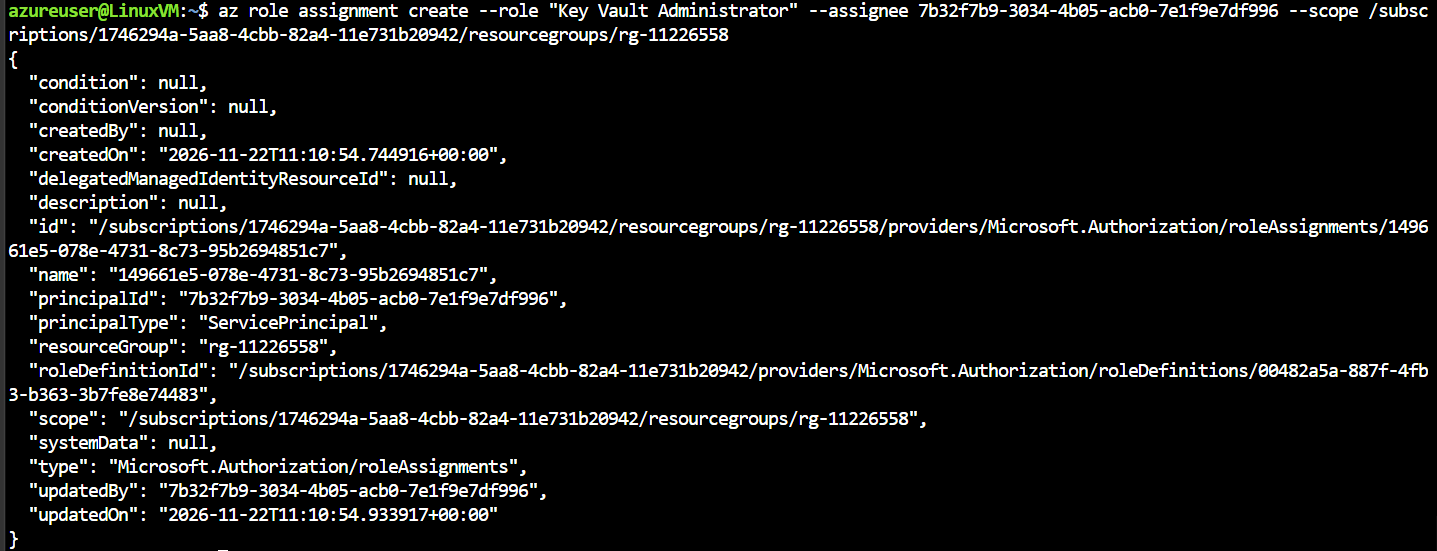 azureuser@LinuxVM:~$ az role assignment create --role "Key Vault Administrator" --assignee 7b32f7b9-3034-4b05-acb0-7e1f9e7df996 --scope /subsc
riptions/1746294a-5aa8-4cbb-82a4-11e731b20942/resourcegroups/rg-11226558
{
  "condition": null,
  "conditionVersion": null,
  "createdBy": null,
  "createdOn": "2026-11-22T11:10:54.744916+00:00",
  "delegatedManagedIdentityResourceId": null,
  "description": null,
  "id": "/subscriptions/1746294a-5aa8-4cbb-82a4-11e731b20942/resourcegroups/rg-11226558/providers/Microsoft.Authorization/roleAssignments/1496
61e5-078e-4731-8c73-95b2694851c7",
  "name": "149661e5-078e-4731-8c73-95b2694851c7",
  "principalId": "7b32f7b9-3034-4b05-acb0-7e1f9e7df996",
  "principalType": "ServicePrincipal",
  "resourceGroup": "rg-11226558",
  "roleDefinitionId": "/subscriptions/1746294a-5aa8-4cbb-82a4-11e731b20942/providers/Microsoft.Authorization/roleDefinitions/00482a5a-887f-4fb
3-b363-3b7fe8e74483",
  "scope": "/subscriptions/1746294a-5aa8-4cbb-82a4-11e731b20942/resourcegroups/rg-11226558",
  "systemData": null,
  "type": "Microsoft.Authorization/roleAssignments",
  "updatedBy": "7b32f7b9-3034-4b05-acb0-7e1f9e7df996",
  "updatedOn": "2026-11-22T11:10:54.933917+00:00"
}